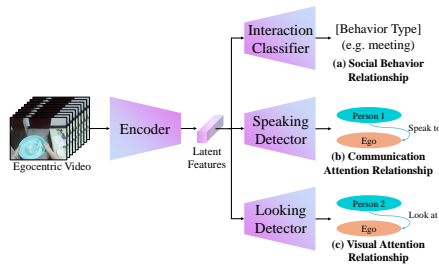 Egocentric Video
Encoder
Latent
Features
Interaction
Classifier
[Behavior Type]
(e.g. meeting)
(a) Social Behavior
Relationship
Speaking
Detector
Person 1
Speak to
Ego
(b) Communication
Attention Relationship
Looking
Detector
Person 2
Look at
Ego
(c) Visual Attention
Relationship